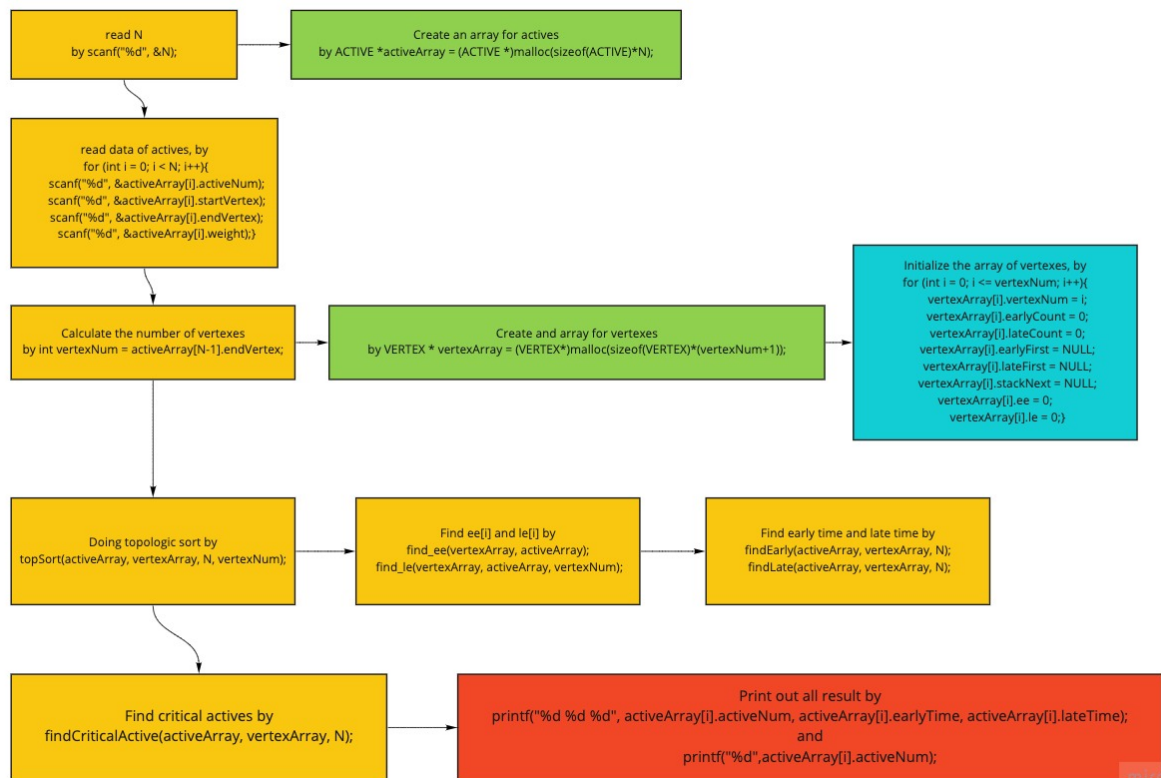 read N
by scanf("%d", &N);
Create an array for actives
by ACTIVE *activeArray = (ACTIVE *)malloc(sizeof(ACTIVE)*N);
read data of actives, by
for (int i = 0; i < N; i++){
scanf("%d", &activeArray[i].activeNum);
scanf("%d", &activeArray[i].startVertex);
scanf("%d", &activeArray[i].endVertex);
scanf("%d", &activeArray[i].weight);}
Calculate the number of vertexes
by int vertexNum = activeArray[N-1].endVertex;
Create and array for vertexes
by VERTEX * vertexArray = (VERTEX*)malloc(sizeof(VERTEX)*(vertexNum+1));
Initialize the array of vertexes, by
for (int i = 0; i <= vertexNum; i++){
vertexArray[i].vertexNum = i;
vertexArray[i].earlyCount = 0;
vertexArray[i].lateCount = 0;
vertexArray[i].earlyFirst = NULL;
vertexArray[i].lateFirst = NULL;
vertexArray[i].stackNext = NULL;
vertexArray[i].ee = 0;
vertexArray[i].le = 0;}
Doing topologic sort by
topSort(activeArray, vertexArray, N, vertexNum);
Find ee[i] and le[i] by
find_ee(vertexArray, activeArray);
find_le(vertexArray, activeArray, vertexNum);
Find early time and late time by
findEarly(activeArray, vertexArray, N);
findLate(activeArray, vertexArray, N);
Find critical actives by
findCriticalActive(activeArray, vertexArray, N);
Print out all result by
printf("%d %d %d", activeArray[i].activeNum, activeArray[i].earlyTime, activeArray[i].lateTime);
and
printf("%d",activeArray[i].activeNum);